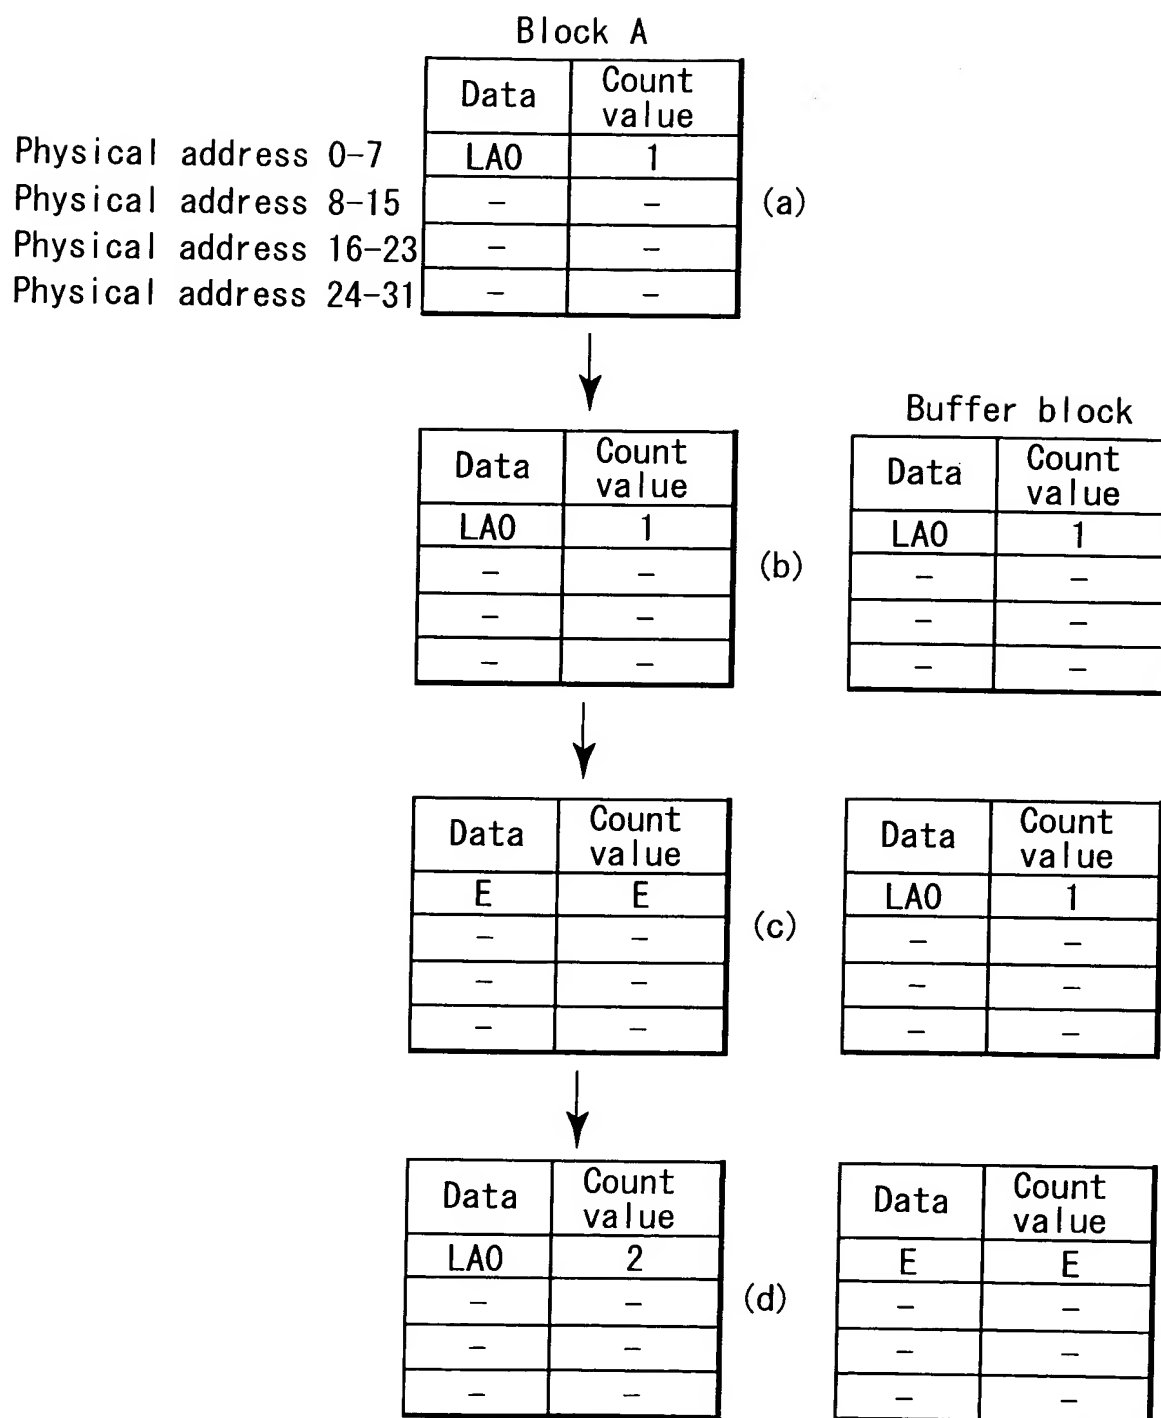 Block A
Data Count value
Physical address 0-7 LA0 1
Physical address 8-15 - - (a)
Physical address 16-23 - -
Physical address 24-31 - -
Buffer block
Data Count value Data Count value
LA0 1 LA0 1
- - (b) - -
- - - -
- - - -
Data Count value Data Count value
E E (c) LA0 1
- - - -
- - - -
- - - -
Data Count value Data Count value
LA0 2 E E
- - (d) - -
- - - -
- - - -